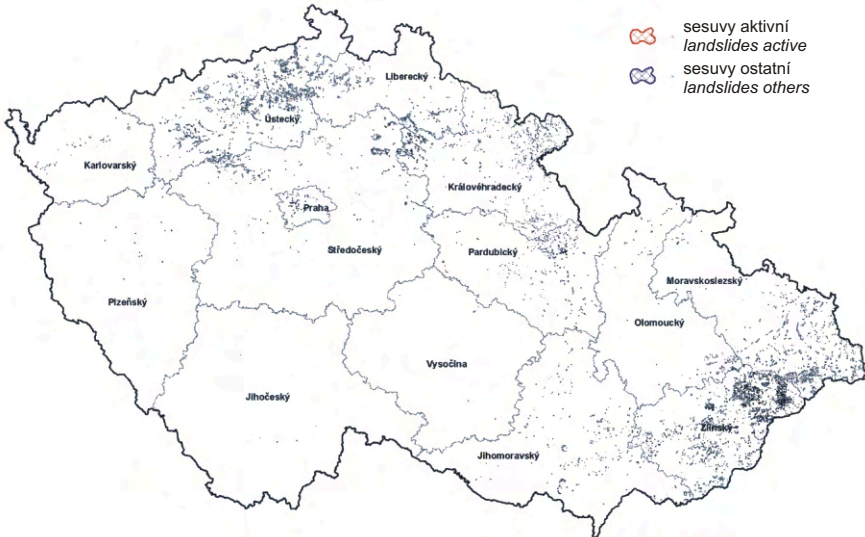 sesuvy aktivní
landslides active
sesuvy ostatní
landslides others
Liberecký
Ústecký
Karlovarský
Královéhradecký
Praha
Středočeský
Pardubický
Moravskoslezský
Plzeňský
Olomoucký
Vysočina
Jihočeský
Zlínský
Jihomoravský